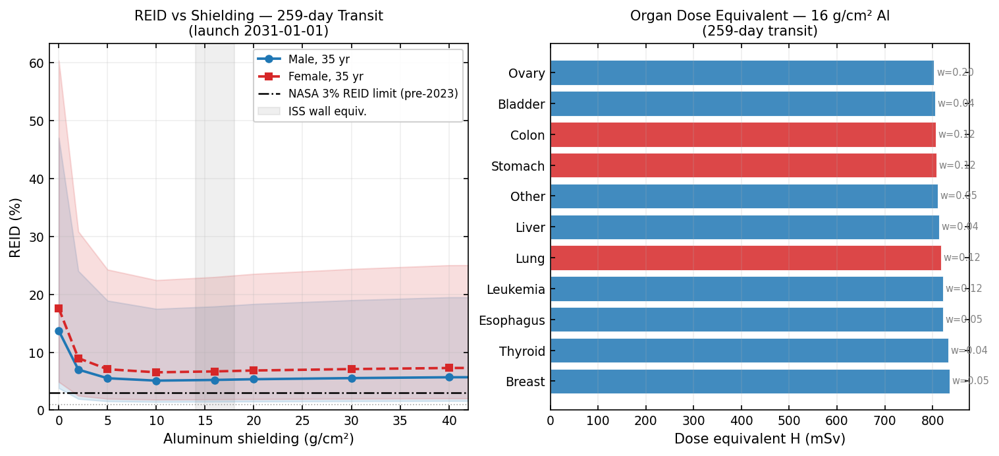 REID vs Shielding — 259-day Transit
(launch 2031-01-01)
REID (%)
60
50
40
30
20
10
0
0 5 10 15 20 25 30 35 40
Aluminum shielding (g/cm²)
Male, 35 yr
Female, 35 yr
NASA 3% REID limit (pre-2023)
ISS wall equiv.
Organ Dose Equivalent — 16 g/cm² Al
(259-day transit)
Ovary w=0.20
Bladder w=0.04
Colon w=0.12
Stomach w=0.12
Other w=0.05
Liver w=0.04
Lung w=0.12
Leukemia w=0.12
Esophagus w=0.05
Thyroid w=0.04
Breast w=0.05
0 100 200 300 400 500 600 700 800
Dose equivalent H (mSv)